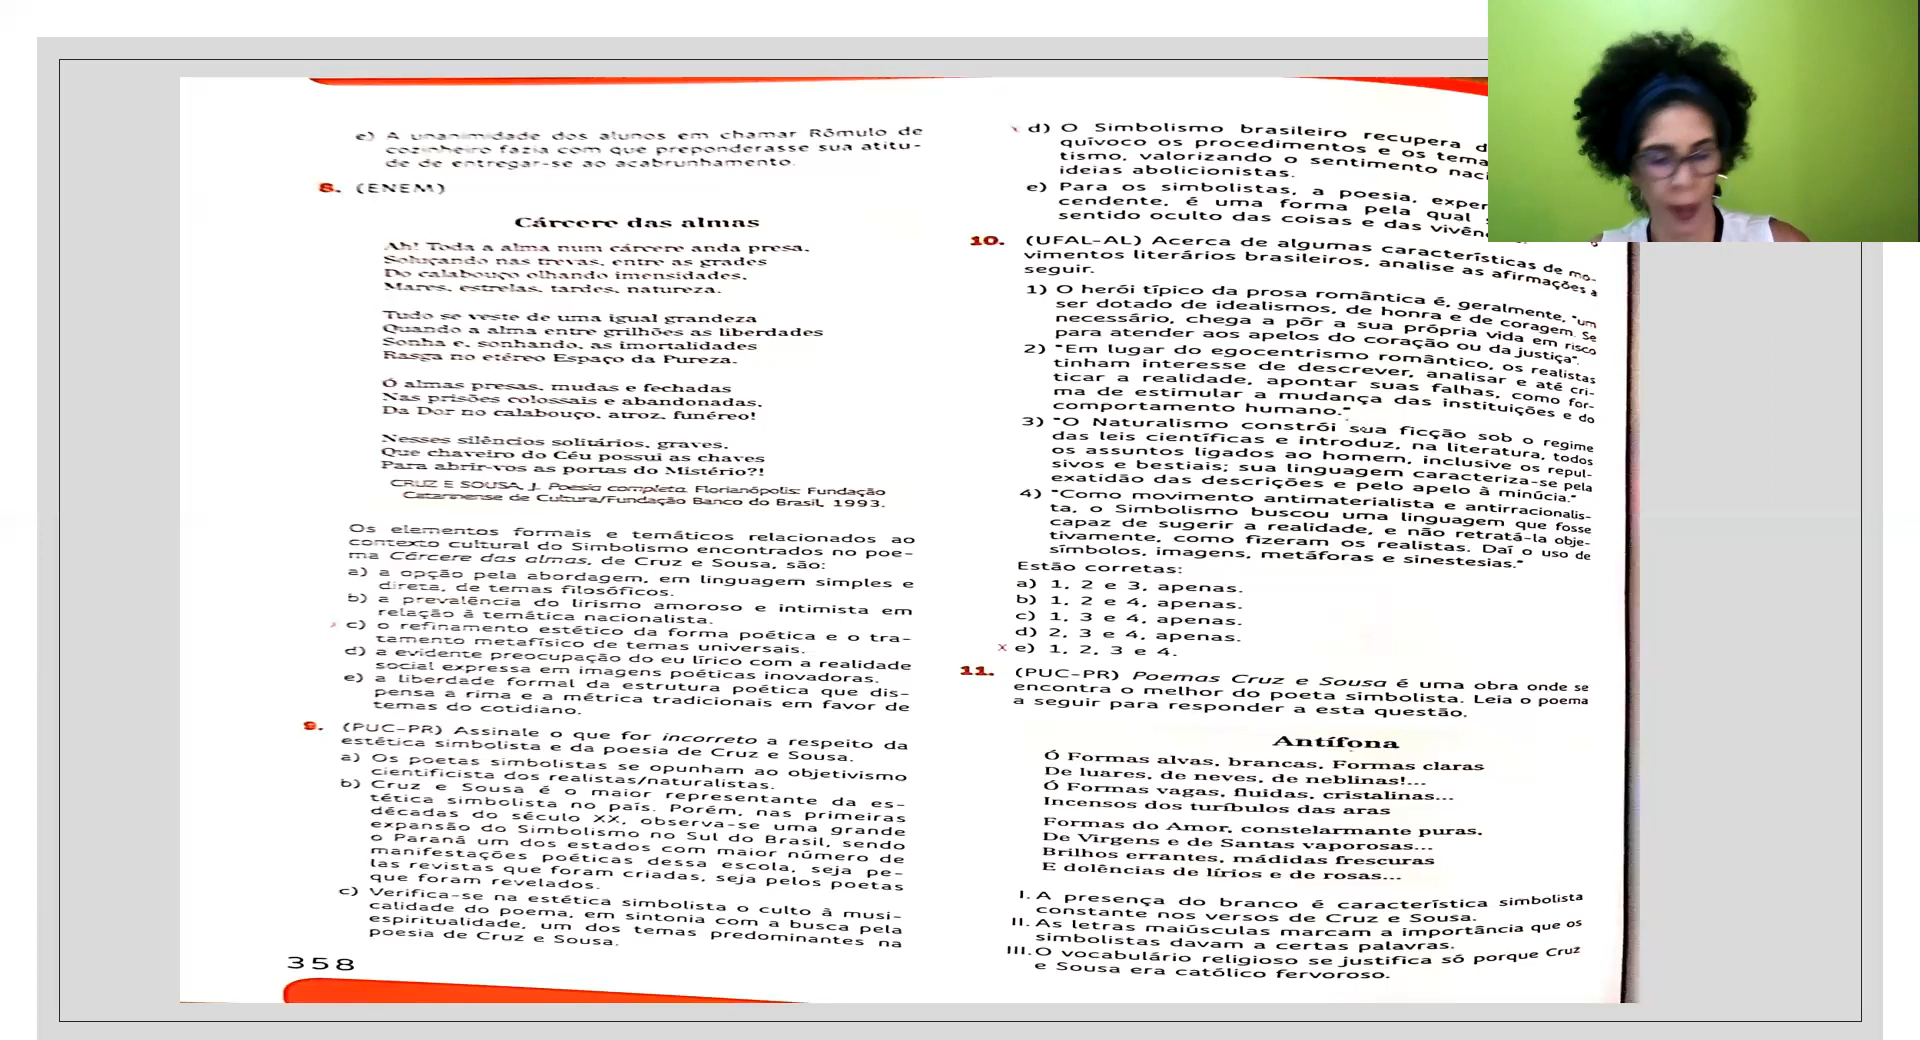 e) A unanimidade dos alunos em chamar Rômulo de
cozinheiro fazia com que preponderasse sua atitu-
de de entregar-se ao acabrunhamento.
8. (ENEM)
Cárcere das almas
Ah! Toda a alma num cárcere anda presa,
Soluçando nas trevas, entre as grades
Do calabouço olhando imensidades,
Mares, estrelas, tardes, natureza.
Tudo se veste de uma igual grandeza
Quando a alma entre grilhões as liberdades
Sonha e, sonhando, as imortalidades
Rasga no etéreo Espaço da Pureza.
Ó almas presas, mudas e fechadas
Nas prisões colossais e abandonadas,
Da Dor no calabouço, atroz, funéreo!
Nesses silêncios solitários, graves,
Que chaveiro do Céu possui as chaves
Para abrir-vos as portas do Mistério?!
CRUZ E SOUSA, J. Poesia completa. Florianópolis: Fundação
Catarinense de Cultura/Fundação Banco do Brasil, 1993.
Os elementos formais e temáticos relacionados ao
contexto cultural do Simbolismo encontrados no poe-
ma Cárcere das almas, de Cruz e Sousa, são:
a) a opção pela abordagem, em linguagem simples e
direta, de temas filosóficos.
b) a prevalência do lirismo amoroso e intimista em
relação à temática nacionalista.
x c) o refinamento estético da forma poética e o tra-
tamento metafísico de temas universais.
d) a evidente preocupação do eu lírico com a realidade
social expressa em imagens poéticas inovadoras.
e) a liberdade formal da estrutura poética que dis-
pensa a rima e a métrica tradicionais em favor de
temas do cotidiano.
9. (PUC-PR) Assinale o que for incorreto a respeito da
estética simbolista e da poesia de Cruz e Sousa.
a) Os poetas simbolistas se opunham ao objetivismo
cientificista dos realistas/naturalistas.
b) Cruz e Sousa é o maior representante da es-
tética simbolista no país. Porém, nas primeiras
décadas do século XX, observa-se uma grande
expansão do Simbolismo no Sul do Brasil, sendo
o Paraná um dos estados com maior número de
manifestações poéticas dessa escola, seja pe-
las revistas que foram criadas, seja pelos poetas
que foram revelados.
c) Verifica-se na estética simbolista o culto à musi-
calidade do poema, em sintonia com a busca pela
espiritualidade, um dos temas predominantes na
poesia de Cruz e Sousa.
358
x d) O Simbolismo brasileiro recupera d
quívoco os procedimentos e os tema
tismo, valorizando o sentimento naci
ideias abolicionistas.
e) Para os simbolistas, a poesia, exper
cendente, é uma forma pela qual
sentido oculto das coisas e das vivên
10. (UFAL-AL) Acerca de algumas características de mo-
vimentos literários brasileiros, analise as afirmações a
seguir.
1) O herói típico da prosa romântica é, geralmente, "um
ser dotado de idealismos, de honra e de coragem. Se
necessário, chega a pôr a sua própria vida em risco
para atender aos apelos do coração ou da justiça".
2) "Em lugar do egocentrismo romântico, os realistas
tinham interesse de descrever, analisar e até cri-
ticar a realidade, apontar suas falhas, como for-
ma de estimular a mudança das instituições e do
comportamento humano."
3) "O Naturalismo constrói sua ficção sob o regime
das leis científicas e introduz, na literatura, todos
os assuntos ligados ao homem, inclusive os repul-
sivos e bestiais; sua linguagem caracteriza-se pela
exatidão das descrições e pelo apelo à minúcia."
4) "Como movimento antimaterialista e antirracionalis-
ta, o Simbolismo buscou uma linguagem que fosse
capaz de sugerir a realidade, e não retratá-la obje-
tivamente, como fizeram os realistas. Daí o uso de
símbolos, imagens, metáforas e sinestesias."
Estão corretas:
a) 1, 2 e 3, apenas.
b) 1, 2 e 4, apenas.
c) 1, 3 e 4, apenas.
d) 2, 3 e 4, apenas.
x e) 1, 2, 3 e 4.
11. (PUC-PR) Poemas Cruz e Sousa é uma obra onde se
encontra o melhor do poeta simbolista. Leia o poema
a seguir para responder a esta questão.
Antífona
Ó Formas alvas, brancas, Formas claras
De luares, de neves, de neblinas!...
Ó Formas vagas, fluidas, cristalinas...
Incensos dos turíbulos das aras
Formas do Amor, constelarmante puras,
De Virgens e de Santas vaporosas...
Brilhos errantes, mádidas frescuras
E dolências de lírios e de rosas...
I. A presença do branco é característica simbolista
constante nos versos de Cruz e Sousa.
II. As letras maiúsculas marcam a importância que os
simbolistas davam a certas palavras.
III. O vocabulário religioso se justifica só porque Cruz
e Sousa era católico fervoroso.